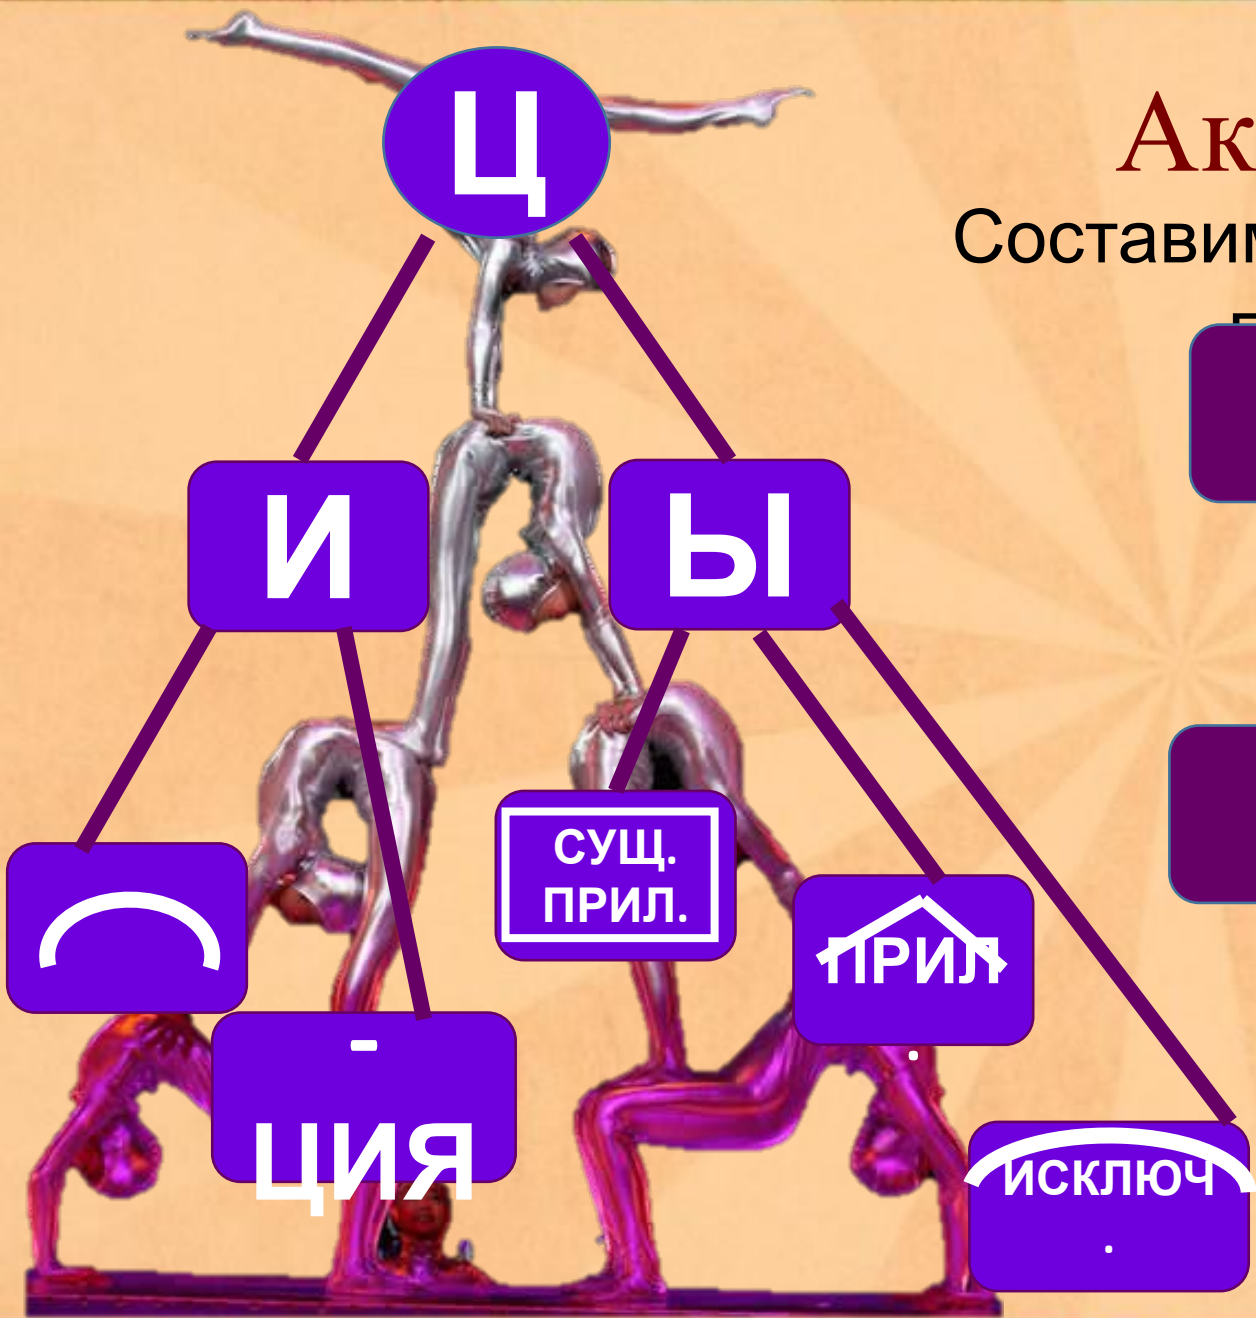 Ц
Ак
Составим
И
Ы
СУЩ.
ПРИЛ.
ПРИЛ
.
-
ЦИЯ
ИСКЛЮЧ
.